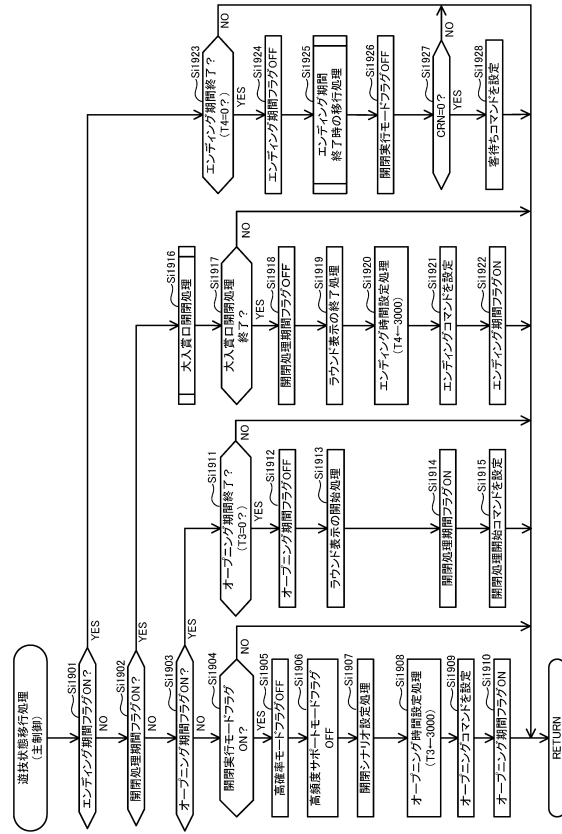 遊技状態移行処理
(主制御)
Si1901
エンディング期間フラグON?
YES
NO
Si1902
開閉処理期間フラグON?
YES
NO
Si1903
オープニング期間フラグON?
YES
NO
Si1904
開閉実行モードフラグ
ON?
NO
YES
Si1905
高確率モードフラグOFF
Si1906
高頻度サポートモードフラグ
OFF
Si1907
開閉シナリオ設定処理
Si1908
オープニング時間設定処理
(T3←3000)
Si1909
オープニングコマンドを設定
Si1910
オープニング期間フラグON
RETURN
Si1911
オープニング期間終了?
(T3=0?)
NO
YES
Si1912
オープニング期間フラグOFF
Si1913
ラウンド表示の開始処理
Si1914
開閉処理期間フラグON
Si1915
開閉処理開始コマンドを設定
Si1916
大入賞口開閉処理
Si1917
大入賞口開閉処理
終了?
NO
YES
Si1918
開閉処理期間フラグOFF
Si1919
ラウンド表示の終了処理
Si1920
エンディング時間設定処理
(T4←3000)
Si1921
エンディングコマンドを設定
Si1922
エンディング期間フラグON
Si1923
エンディング期間終了?
(T4=0?)
NO
YES
Si1924
エンディング期間フラグOFF
Si1925
エンディング期間
終了時の移行処理
Si1926
開閉実行モードフラグOFF
Si1927
CRN=0?
NO
YES
Si1928
客待ちコマンドを設定